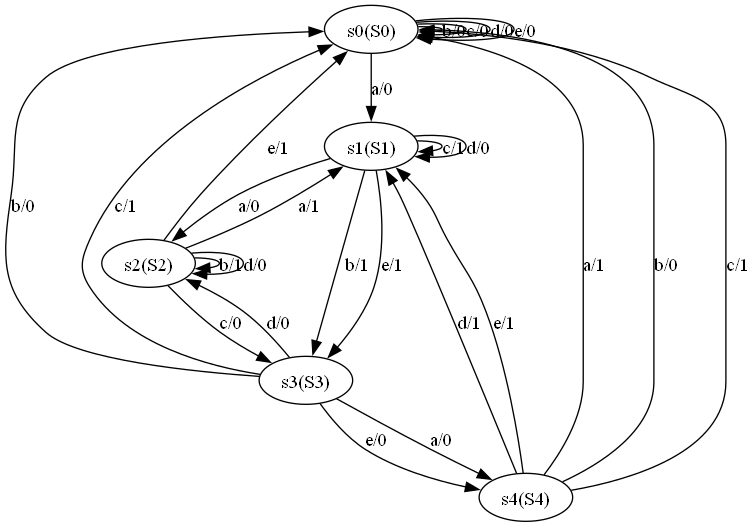 s0(S0)
b/0c/0d/0e/0
a/0
s1(S1)
c/1d/0
e/1
b/0
c/1
a/0
a/1
s2(S2)
b/1d/0
b/1
e/1
a/1
b/0
c/1
c/0
d/0
d/1
e/1
s3(S3)
e/0
a/0
s4(S4)